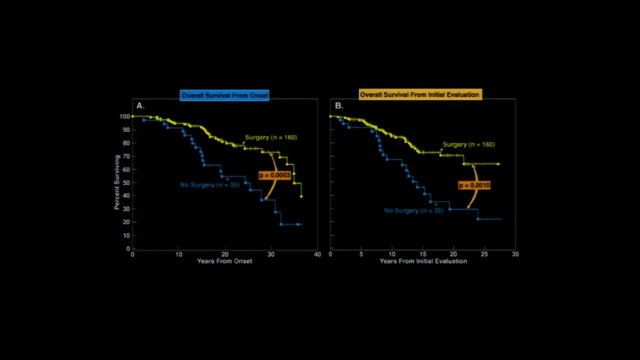 Overall Survival From Onset
Overall Survival From Initial Evaluation
A.
B.
100
90
80
70
60
50
40
30
20
10
0
Percent Surviving
Surgery (n = 160)
p = 0.0003
No Surgery (n = 35)
0
10
20
30
40
Years From Onset
Surgery (n = 160)
p = 0.0010
No Surgery (n = 35)
0
5
10
15
20
25
30
Years From Initial Evaluation